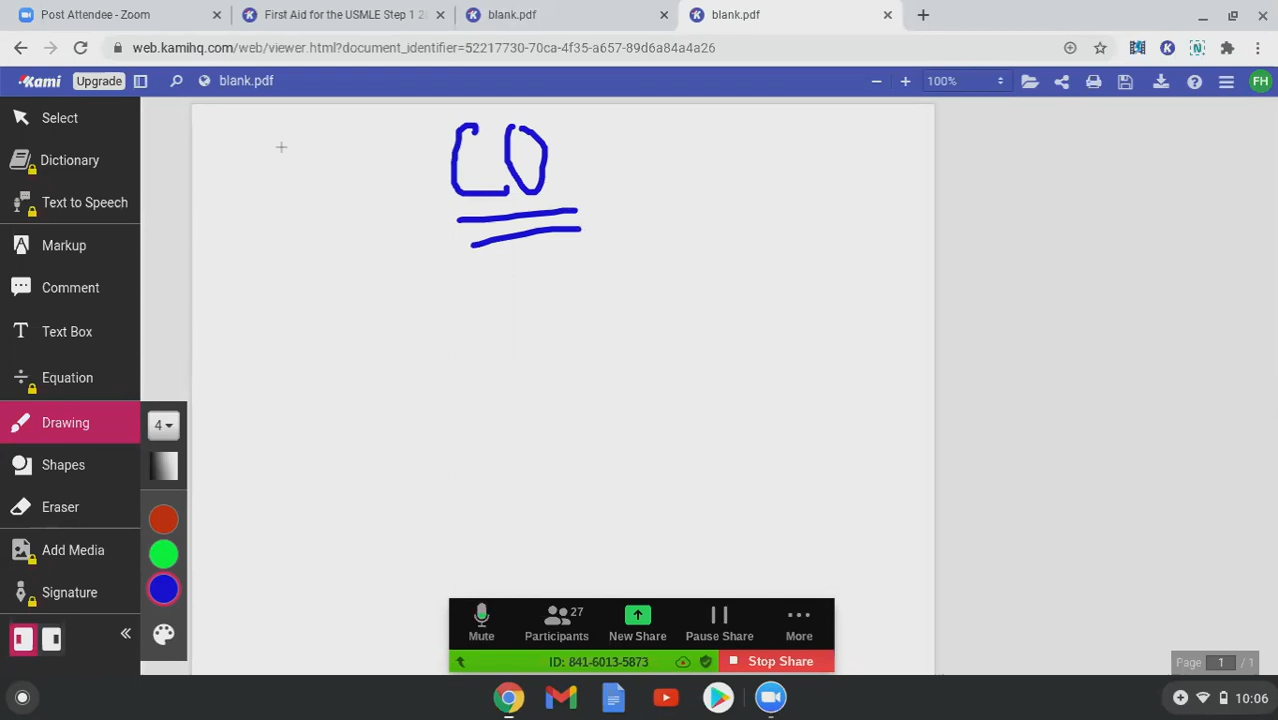 Post Attendee - Zoom
First Aid for the USMLE Step 1 2
blank.pdf
blank.pdf
web.kamihq.com/web/viewer.html?document_identifier=52217730-70ca-4f35-a657-89d6a84a4a26
Kami
Upgrade
blank.pdf
100%
FH
Select
Dictionary
Text to Speech
Markup
Comment
Text Box
Equation
Drawing
Shapes
Eraser
Add Media
Signature
4
CO
27
Mute
Participants
New Share
Pause Share
More
ID: 841-6013-5873
Stop Share
Page 1 / 1
10:06